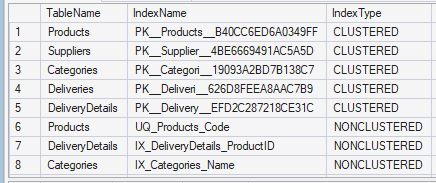 TableName IndexName IndexType
1 Products PK__Products__B40CC6ED6A0349FF CLUSTERED
2 Suppliers PK__Supplier__4BE6669491AC5A5D CLUSTERED
3 Categories PK__Categori__19093A2BD7B138C7 CLUSTERED
4 Deliveries PK__Deliveri__626D8FEEA8AAC7B9 CLUSTERED
5 DeliveryDetails PK__Delivery__EFD2C287218CE31C CLUSTERED
6 Products UQ_Products_Code NONCLUSTERED
7 DeliveryDetails IX_DeliveryDetails_ProductID NONCLUSTERED
8 Categories IX_Categories_Name NONCLUSTERED